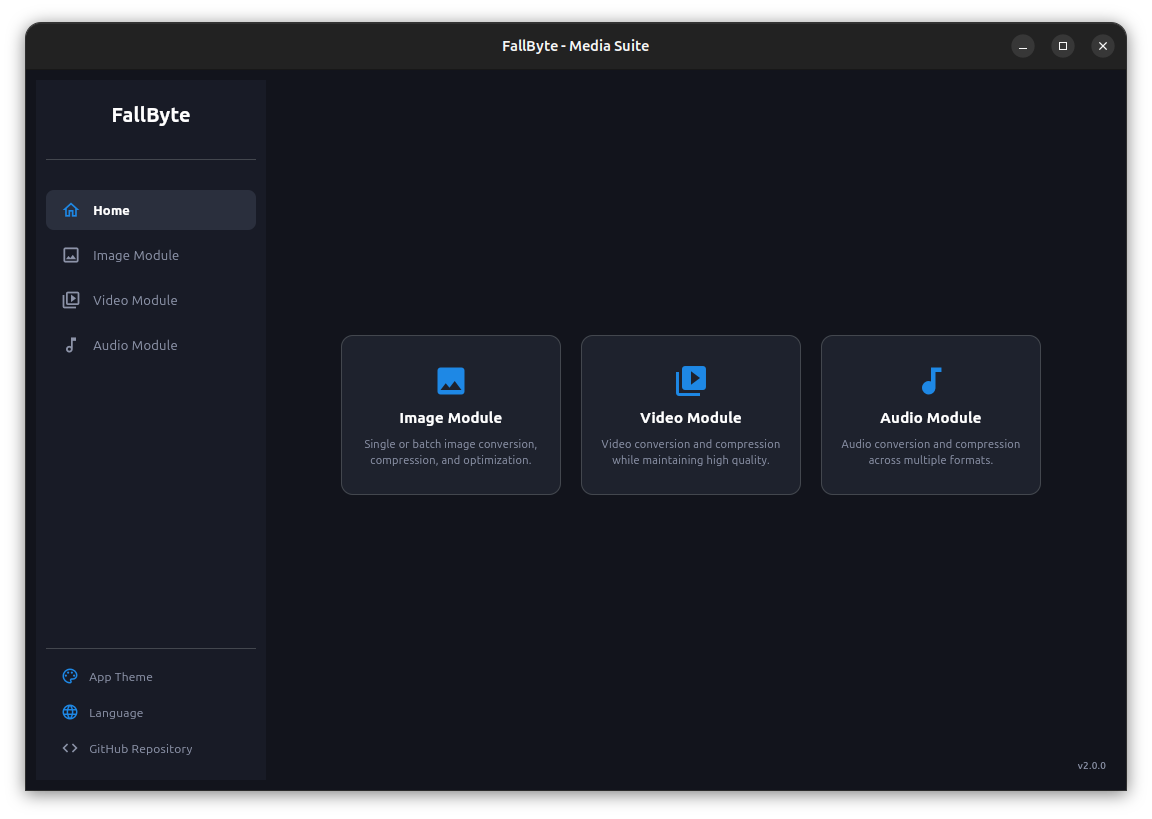 FallByte - Media Suite
FallByte
Home
Image Module
Video Module
Audio Module
Image Module
Single or batch image conversion,
compression, and optimization.
Video Module
Video conversion and compression
while maintaining high quality.
Audio Module
Audio conversion and compression
across multiple formats.
App Theme
Language
GitHub Repository
v2.0.0